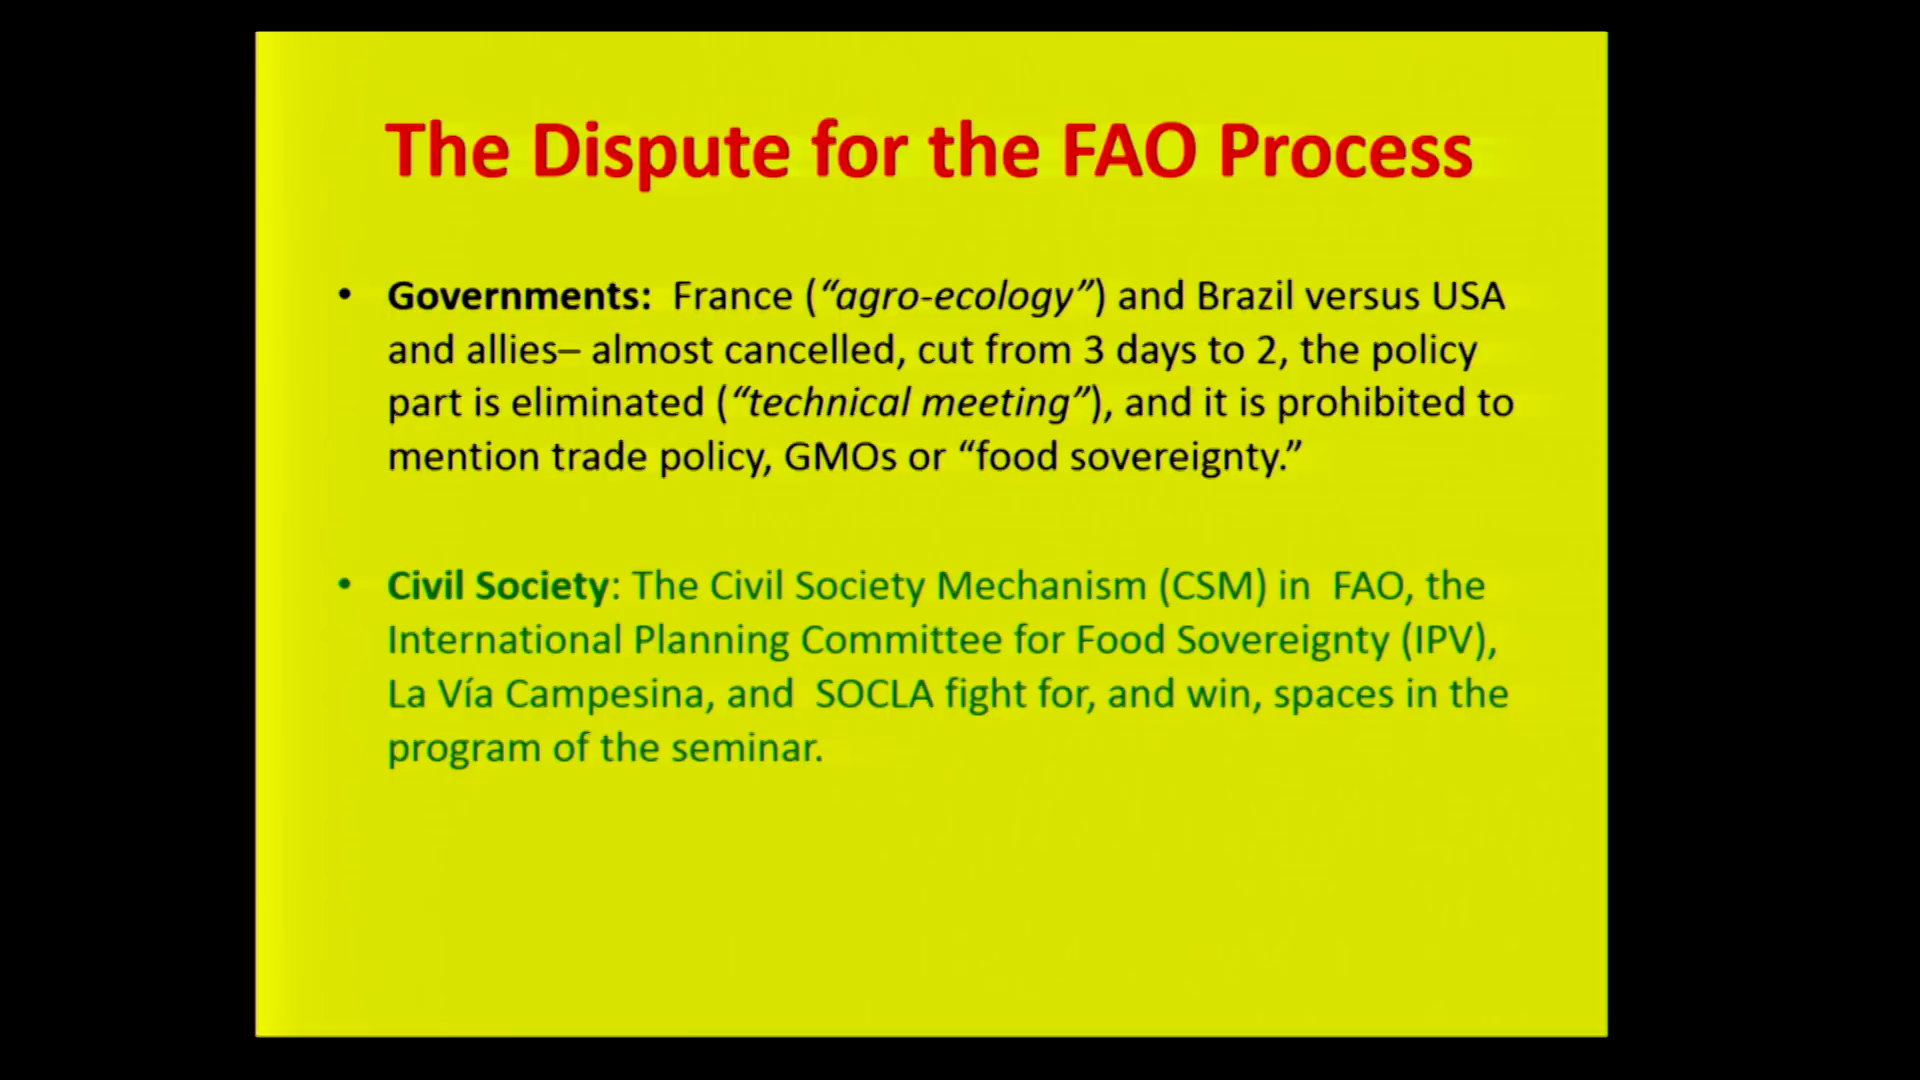 The Dispute for the FAO Process
• Governments:  France (“agro-ecology”) and Brazil versus USA
and allies– almost cancelled, cut from 3 days to 2, the policy
part is eliminated (“technical meeting”), and it is prohibited to
mention trade policy, GMOs or “food sovereignty.”
• Civil Society: The Civil Society Mechanism (CSM) in  FAO, the
International Planning Committee for Food Sovereignty (IPV),
La Vía Campesina, and  SOCLA fight for, and win, spaces in the
program of the seminar.